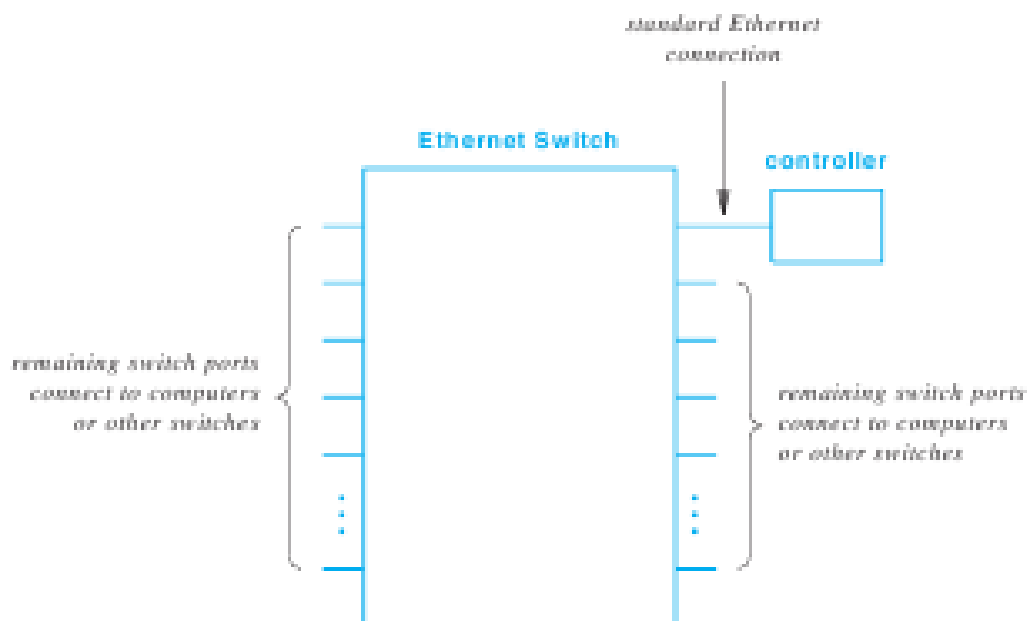 standard Ethernet
connection
Ethernet Switch
controller
remaining switch ports
connect to computers
or other switches
remaining switch ports
connect to computers
or other switches